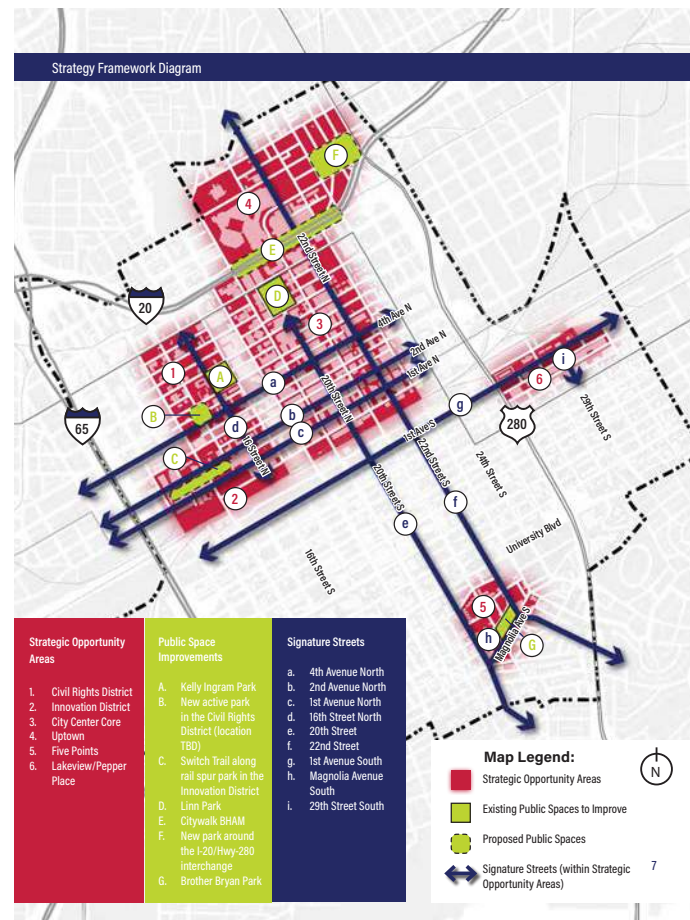 Strategy Framework Diagram
F
4
E
22nd Street N
D
20
3
4th Ave N
2nd Ave N
1st Ave N
1
A
a
i
6
B
20th Street N
b
g
29th Street S
65
d
c
280
16 Street N
1st Ave S
C
22nd Street S
24th Street S
2
20th Street S
f
e
University Blvd
16th Street S
5
h
Magnolia Ave S
G
Strategic Opportunity
Areas
1. Civil Rights District
2. Innovation District
3. City Center Core
4. Uptown
5. Five Points
6. Lakeview/Pepper
Place
Public Space
Improvements
A. Kelly Ingram Park
B. New active park
in the Civil Rights
District (location
TBD)
C. Switch Trail along
rail spur park in the
Innovation District
D. Linn Park
E. Citywalk BHAM
F. New park around
the I-20/Hwy-280
interchange
G. Brother Bryan Park
Signature Streets
a. 4th Avenue North
b. 2nd Avenue North
c. 1st Avenue North
d. 16th Street North
e. 20th Street
f. 22nd Street
g. 1st Avenue South
h. Magnolia Avenue
South
i. 29th Street South
Map Legend:
N
Strategic Opportunity Areas
Existing Public Spaces to Improve
Proposed Public Spaces
Signature Streets (within Strategic
Opportunity Areas)
7